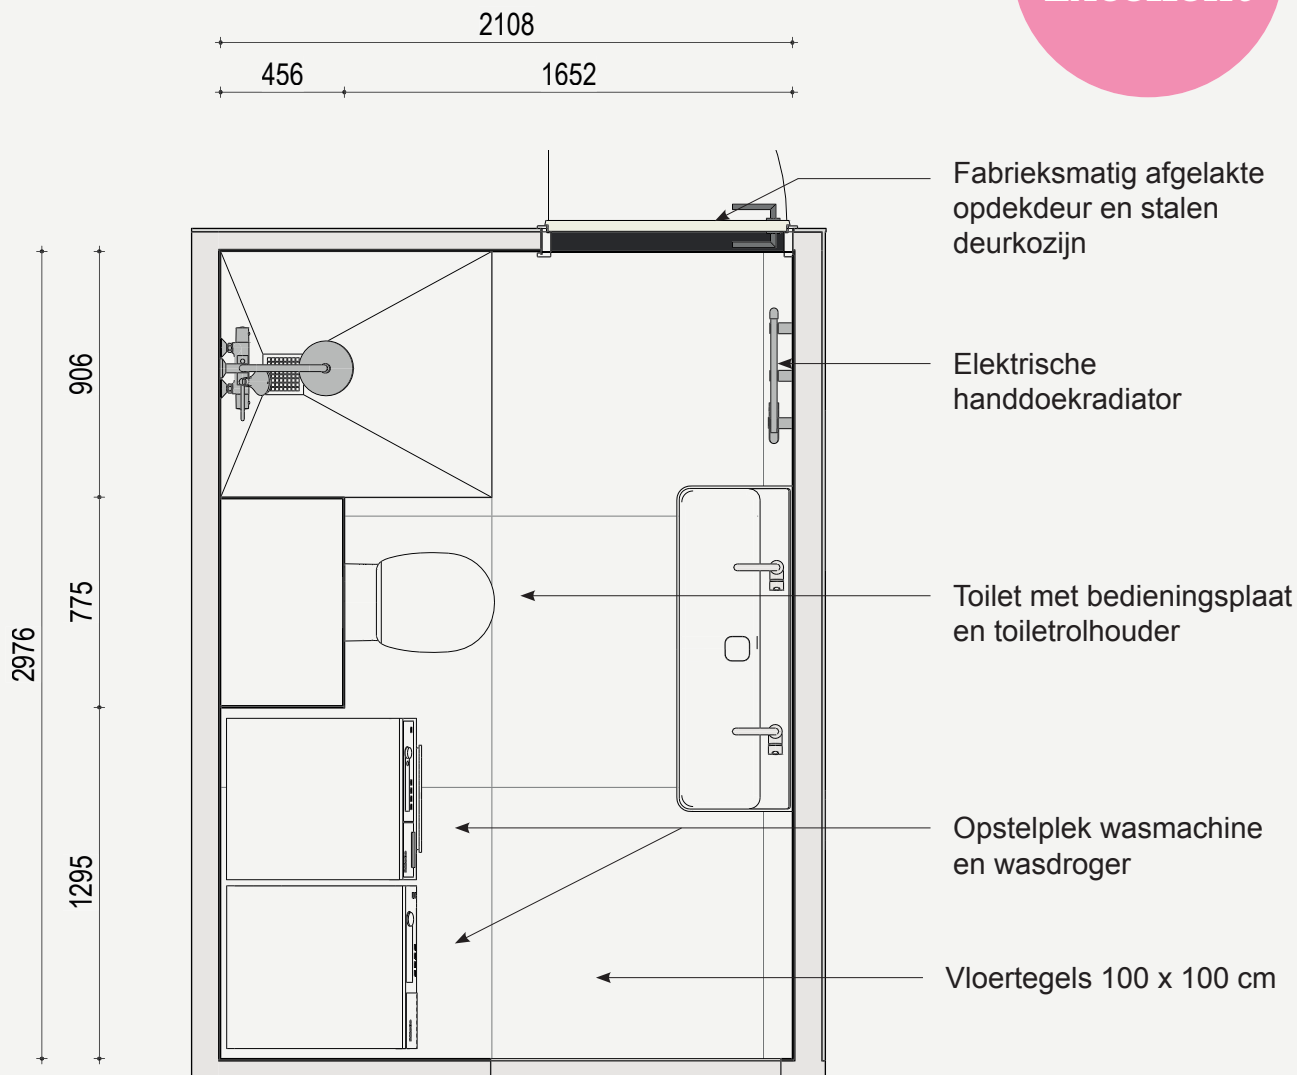 2108
456
1652
Fabrieksmatig afgelakte
opdekdeur en stalen
deurkozijn
906
Elektrische
handdoekradiator
775
Toilet met bedieningsplaat
en toiletrolhouder
2976
1295
Opstelplek wasmachine
en wasdroger
Vloertegels 100 x 100 cm